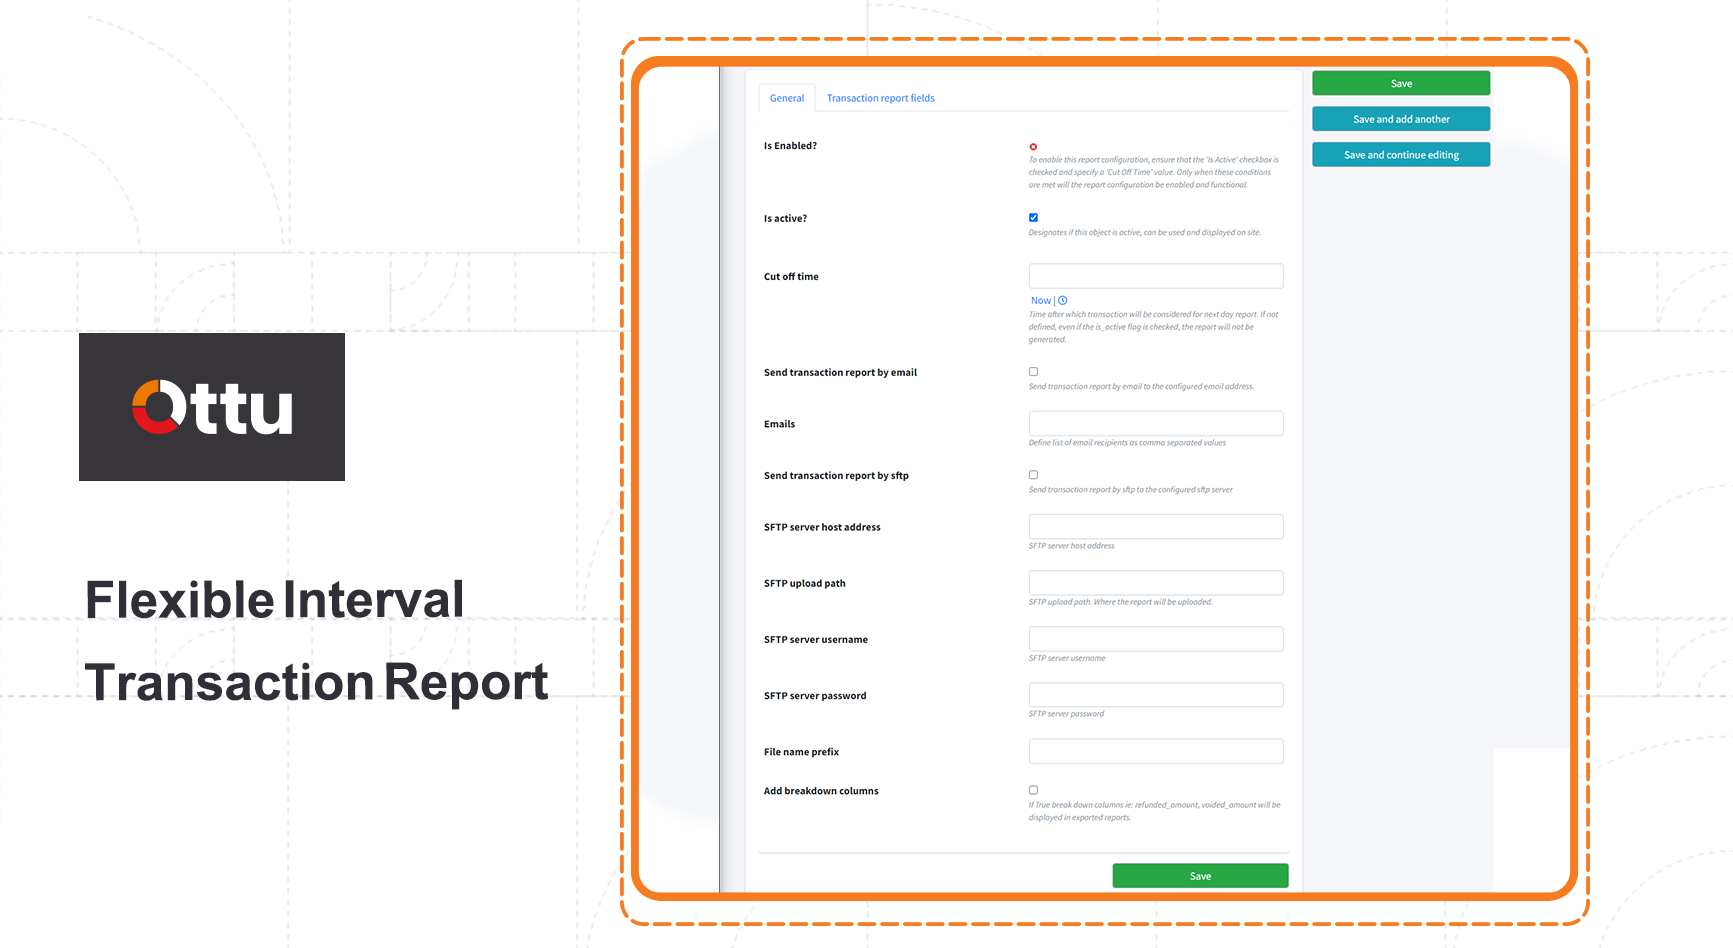 Ottu
Flexible Interval
Transaction Report
General
Transaction report fields
Is Enabled?
To enable this report configuration, ensure that the 'Is Active' checkbox is
checked and specify a 'Cut Off Time' value. Only when these conditions
are met will the report configuration be enabled and functional.
Is active?
Designates if this object is active, can be used and displayed on site.
Cut off time
Now |
Time after which transaction will be considered for next day report. If not
defined, even if the is_active flag is checked, the report will not be
generated.
Send transaction report by email
Send transaction report by email to the configured email address.
Emails
Define list of email recipients as comma separated values
Send transaction report by sftp
Send transaction report by sftp to the configured sftp server
SFTP server host address
SFTP server host address
SFTP upload path
SFTP upload path. Where the report will be uploaded.
SFTP server username
SFTP server username
SFTP server password
SFTP server password
File name prefix
Add breakdown columns
If True break down columns ie: refunded_amount, voided_amount will be
displayed in exported reports.
Save
Save
Save and add another
Save and continue editing